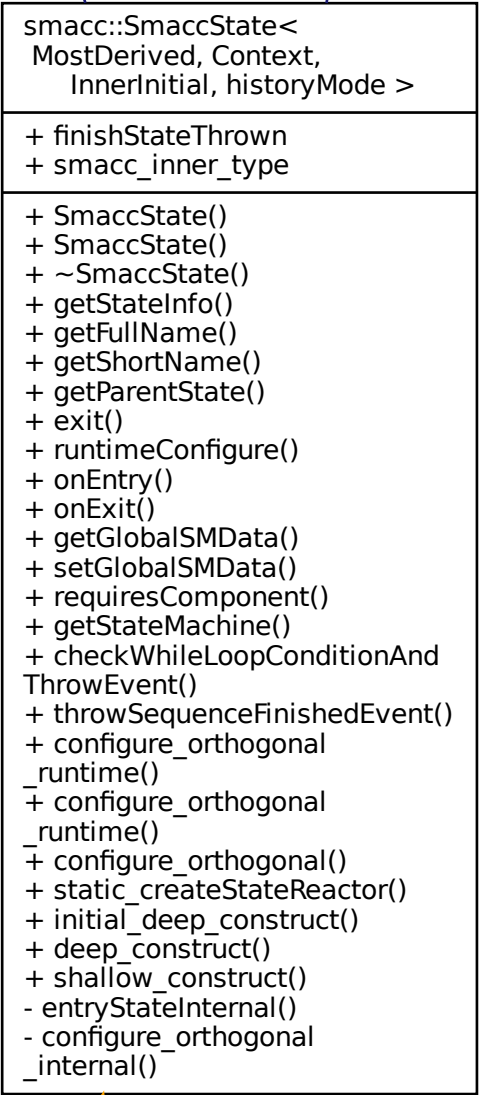 smacc::SmaccState<
MostDerived, Context,
InnerInitial, historyMode >
+ finishStateThrown
+ smacc_inner_type
+ SmaccState()
+ SmaccState()
+ ~SmaccState()
+ getStateInfo()
+ getFullName()
+ getShortName()
+ getParentState()
+ exit()
+ runtimeConfigure()
+ onEntry()
+ onExit()
+ getGlobalSMData()
+ setGlobalSMData()
+ requiresComponent()
+ getStateMachine()
+ checkWhileLoopConditionAnd
ThrowEvent()
+ throwSequenceFinishedEvent()
+ configure_orthogonal
_runtime()
+ configure_orthogonal
_runtime()
+ configure_orthogonal()
+ static_createStateReactor()
+ initial_deep_construct()
+ deep_construct()
+ shallow_construct()
- entryStateInternal()
- configure_orthogonal
_internal()